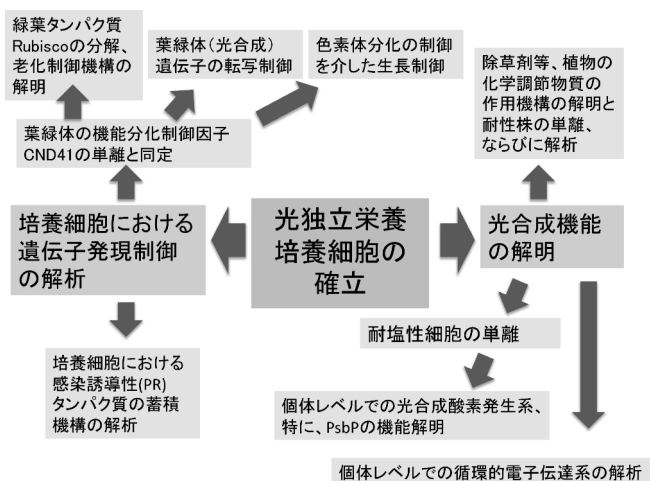 緑葉タンパク質
Rubiscoの分解、
老化制御機構の
解明
葉緑体（光合成）
遺伝子の転写制御
色素体分化の制御
を介した生長制御
除草剤等、植物の
化学調節物質の
作用機構の解明と
耐性株の単離、
ならびに解析
葉緑体の機能分化制御因子
CND41の単離と同定
培養細胞における
遺伝子発現制御
の解析
光独立栄養
培養細胞の
確立
光合成機能
の解明
耐塩性細胞の単離
培養細胞における
感染誘導性(PR)
タンパク質の蓄積
機構の解析
個体レベルでの光合成酸素発生系、
特に、PsbPの機能解明
個体レベルでの循環的電子伝達系の解析